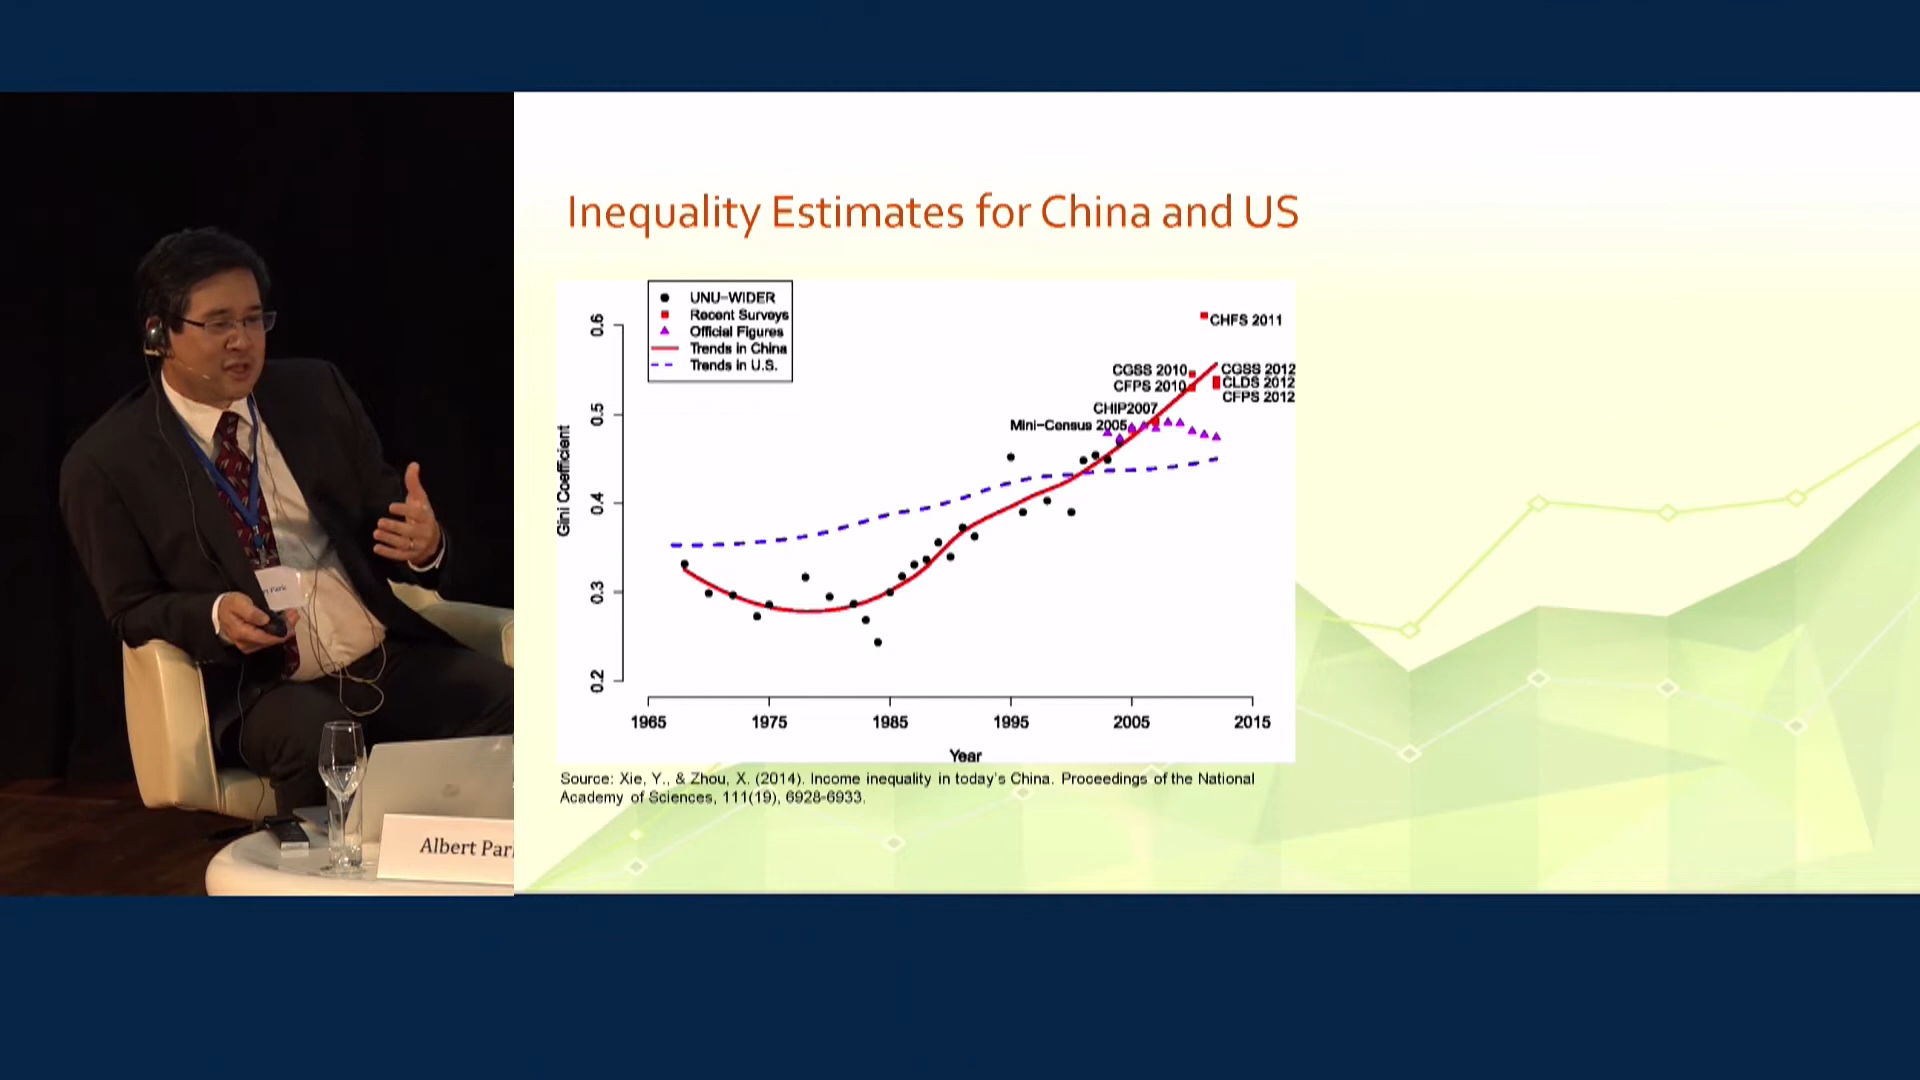 Inequality Estimates for China and US
UNU-WIDER
Recent Surveys
Official Figures
Trends in China
Trends in U.S.
CHFS 2011
CGSS 2010
CFPS 2010
CGSS 2012
CLDS 2012
CFPS 2012
CHIP2007
Mini-Census 2005
Gini Coefficient
0.6
0.5
0.4
0.3
0.2
1965 1975 1985 1995 2005 2015
Year
Source: Xie, Y., & Zhou, X. (2014). Income inequality in today's China. Proceedings of the National
Academy of Sciences, 111(19), 6928-6933.
Albert Par